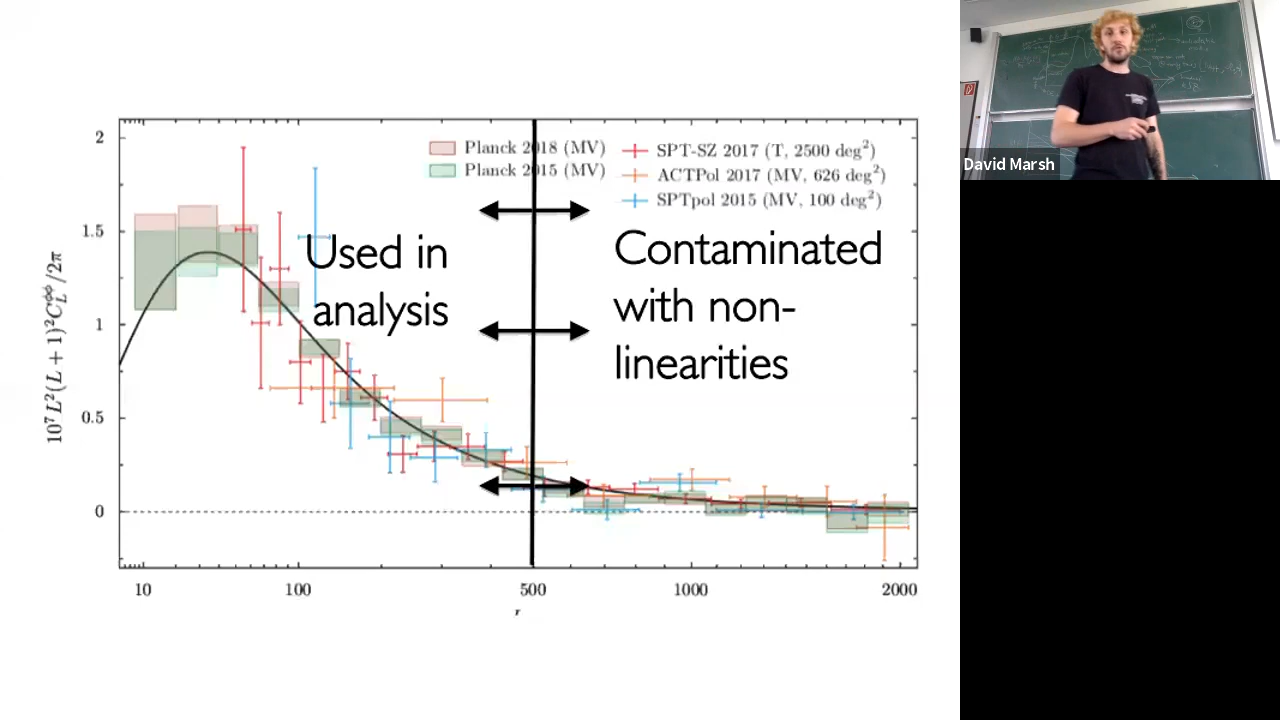 2
1.5
1
0.5
0
10⁷L²(L + 1)²C_L^ϕϕ/2π
Planck 2018 (MV)
Planck 2015 (MV)
SPT-SZ 2017 (T, 2500 deg²)
ACTPol 2017 (MV, 626 deg²)
SPTpol 2015 (MV, 100 deg²)
Used in
analysis
Contaminated
with non-
linearities
10
100
500
1000
2000
David Marsh